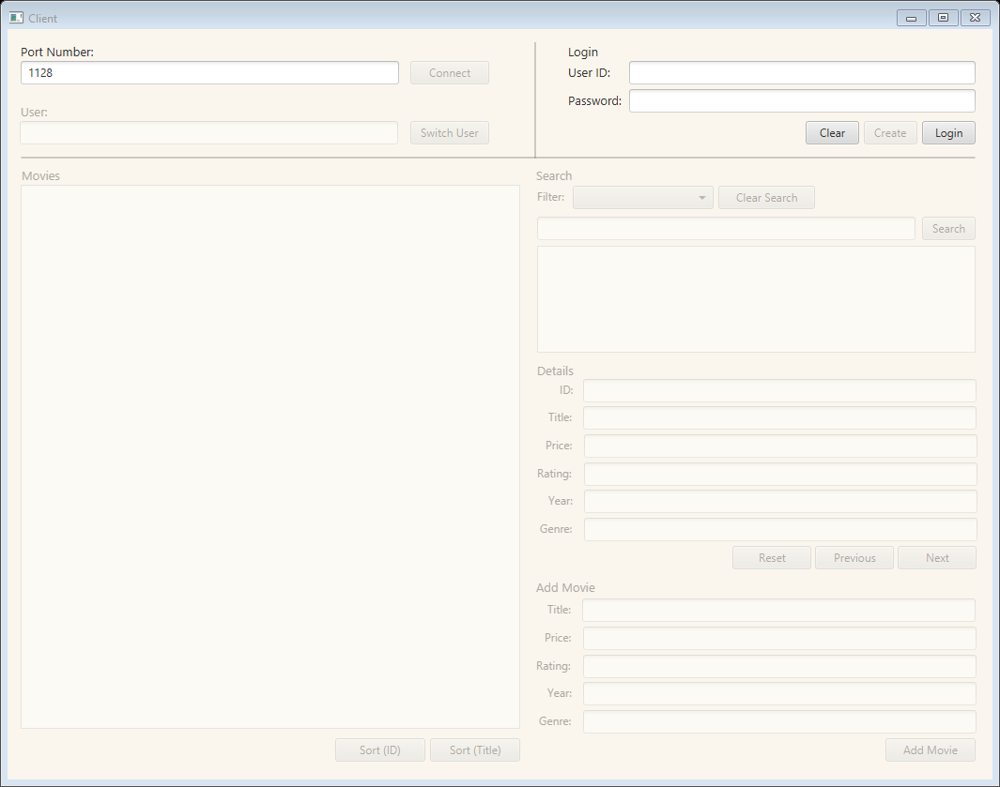 Client
Port Number:
1128
Connect
User:
Switch User
Login
User ID:
Password:
Clear
Create
Login
Movies
Sort (ID)
Sort (Title)
Search
Filter:
Clear Search
Search
Details
ID:
Title:
Price:
Rating:
Year:
Genre:
Reset
Previous
Next
Add Movie
Title:
Price:
Rating:
Year:
Genre:
Add Movie